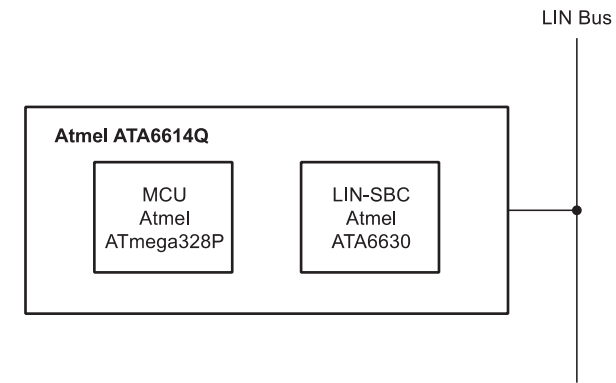 LIN Bus
Atmel ATA6614Q
MCU
Atmel
ATmega328P
LIN-SBC
Atmel
ATA6630